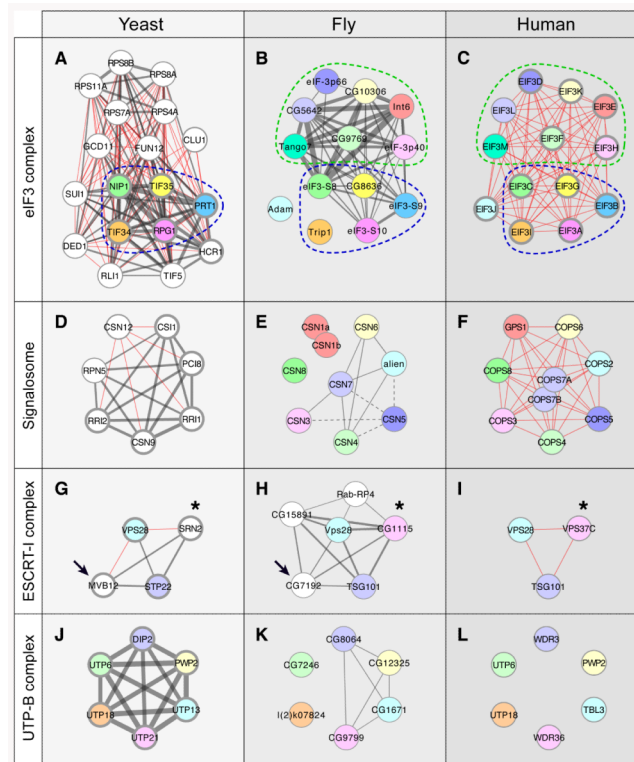 Yeast
Fly
Human
eIF3 complex
A
RPS8B
RPS8A
RPS11A
RPS7A
RPS4A
CLU1
GCD11
FUN12
NIP1
TIF35
SUI1
PRT1
TIF34
RPG1
DED1
HCR1
RLI1
TIF5
B
eIF-3p66
CG10306
CG5642
Int6
CG9769
Tango7
eIF-3p40
eIF3-S8
CG8636
Adam
eIF3-S9
Trip1
eIF3-S10
C
EIF3D
EIF3K
EIF3L
EIF3E
EIF3F
EIF3M
EIF3H
EIF3C
EIF3G
EIF3J
EIF3B
EIF3I
EIF3A
Signalosome
D
CSN12
CSI1
RPN5
PCI8
RRI2
RRI1
CSN9
E
CSN1a
CSN6
CSN1b
CSN8
alien
CSN7
CSN3
CSN5
CSN4
F
GPS1
COPS6
COPS8
COPS2
COPS7A
COPS7B
COPS3
COPS5
COPS4
ESCRT-I complex
G
*
VPS28
SRN2
MVB12
STP22
H
Rab-RP4
*
CG15891
Vps28
CG1115
CG7192
TSG101
I
*
VPS28
VPS37C
TSG101
UTP-B complex
J
DIP2
UTP6
PWP2
UTP18
UTP13
UTP21
K
CG8064
CG7246
CG12325
l(2)k07824
CG1671
CG9799
L
WDR3
UTP6
PWP2
UTP18
TBL3
WDR36